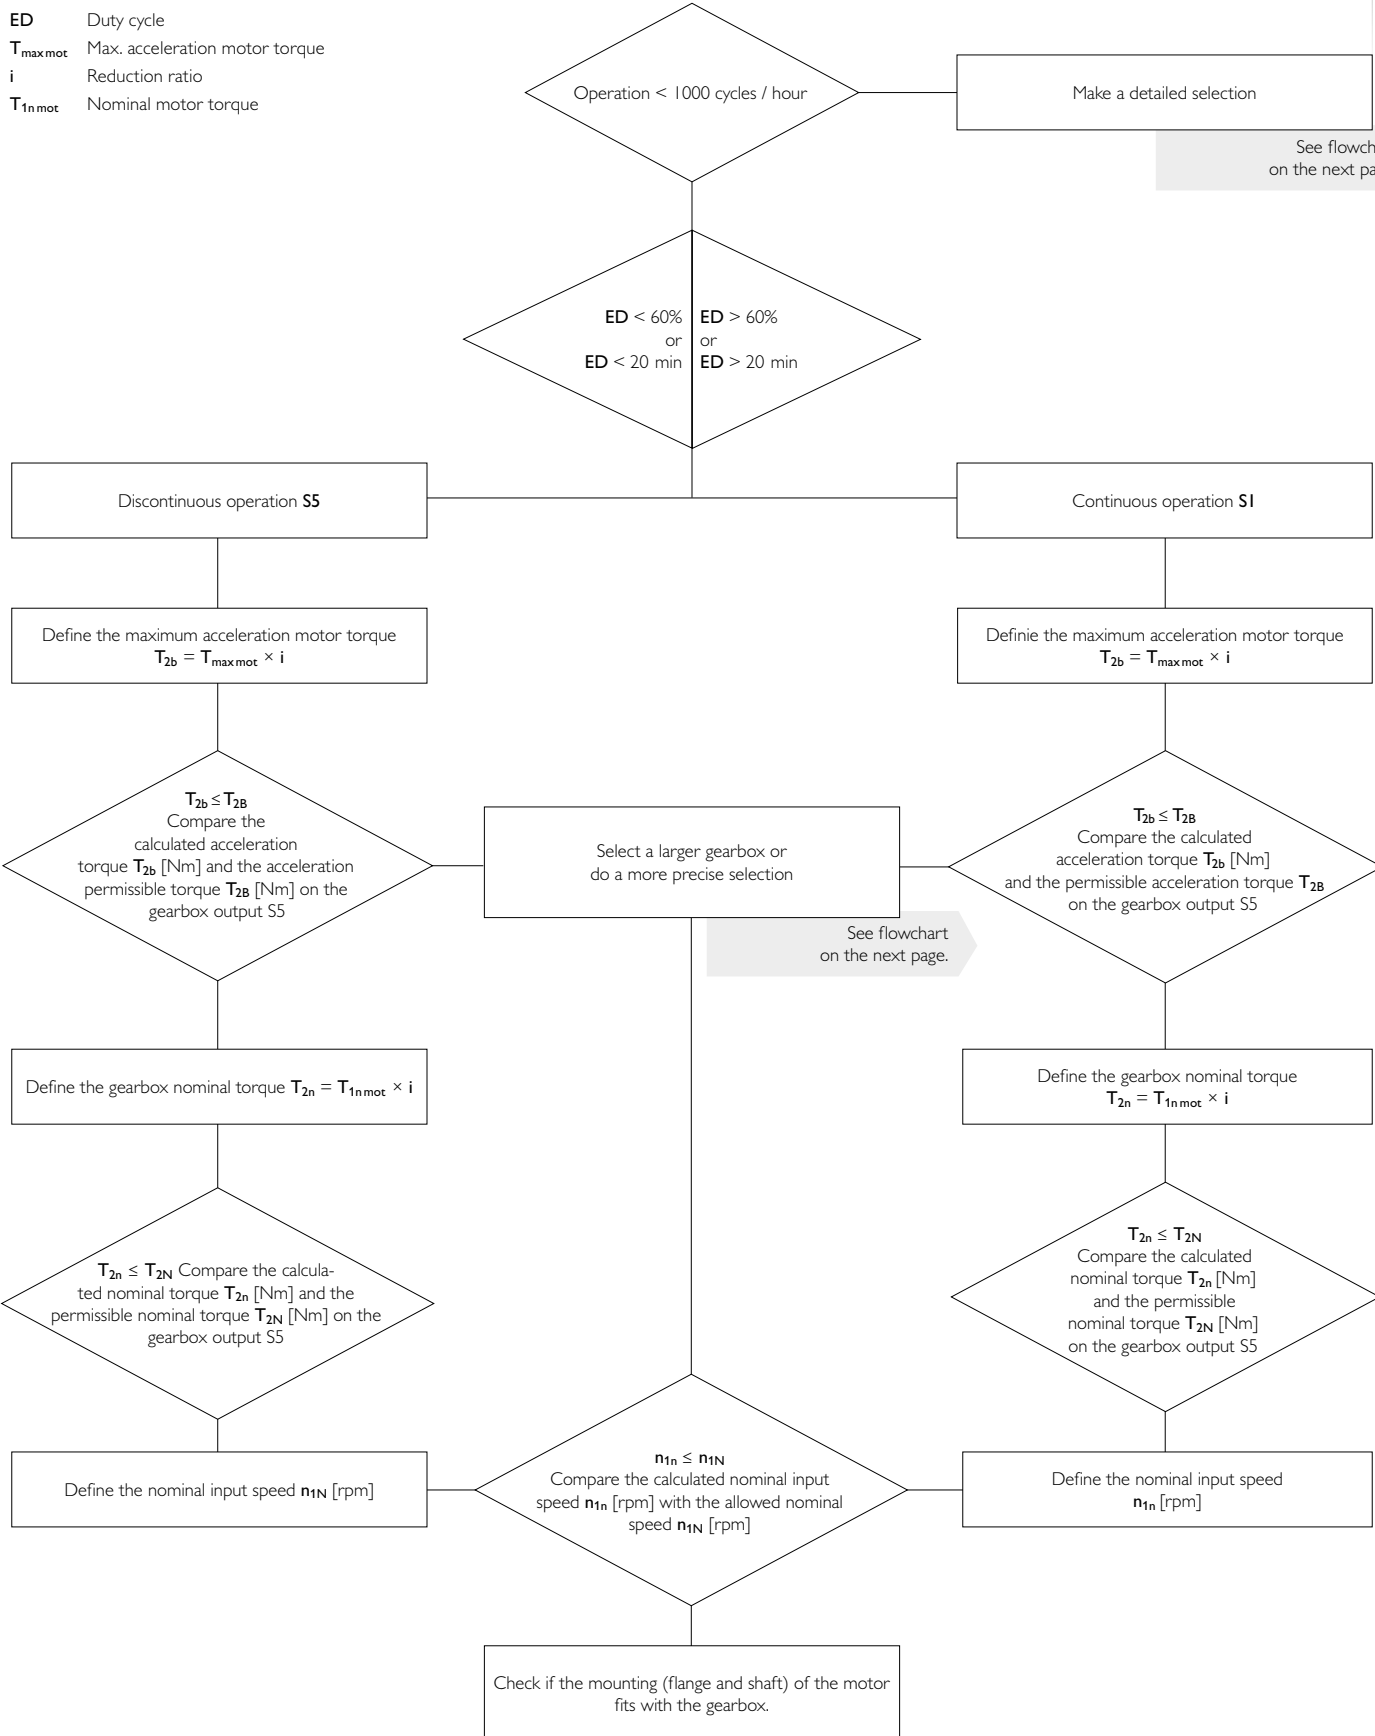 ED Duty cycle
Tmax mot Max. acceleration motor torque
i Reduction ratio
T1n mot Nominal motor torque
Operation < 1000 cycles / hour
Make a detailed selection
See flowch
on the next pa
ED < 60%
or
ED < 20 min
ED > 60%
or
ED > 20 min
Discontinuous operation S5
Continuous operation S1
Define the maximum acceleration motor torque
T2b = Tmax mot × i
Definie the maximum acceleration motor torque
T2b = Tmax mot × i
T2b ≤ T2B
Compare the
calculated acceleration
torque T2b [Nm] and the acceleration
permissible torque T2B [Nm] on the
gearbox output S5
Select a larger gearbox or
do a more precise selection
See flowchart
on the next page.
T2b ≤ T2B
Compare the calculated
acceleration torque T2b [Nm]
and the permissible acceleration torque T2B
on the gearbox output S5
Define the gearbox nominal torque T2n = T1n mot × i
Define the gearbox nominal torque
T2n = T1n mot × i
T2n ≤ T2N Compare the calcula-
ted nominal torque T2n [Nm] and the
permissible nominal torque T2N [Nm] on the
gearbox output S5
T2n ≤ T2N
Compare the calculated
nominal torque T2n [Nm]
and the permissible
nominal torque T2N [Nm]
on the gearbox output S5
Define the nominal input speed n1N [rpm]
n1n ≤ n1N
Compare the calculated nominal input
speed n1n [rpm] with the allowed nominal
speed n1N [rpm]
Define the nominal input speed
n1n [rpm]
Check if the mounting (flange and shaft) of the motor
fits with the gearbox.